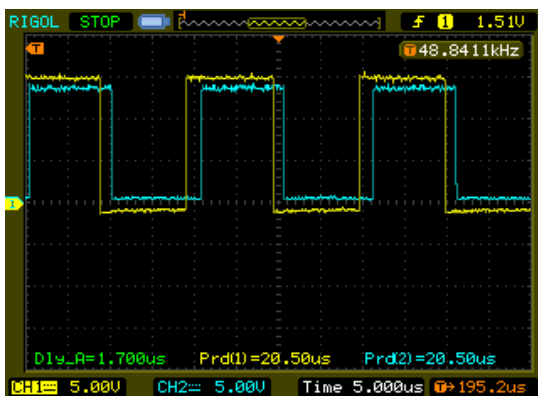 RIGOL STOP f 1 1.51V
T
T 48.8411kHz
1
Dly_A=1.700us Prd(1)=20.50us Prd(2)=20.50us
CH1 5.00V CH2 5.00V Time 5.000us T→195.2us